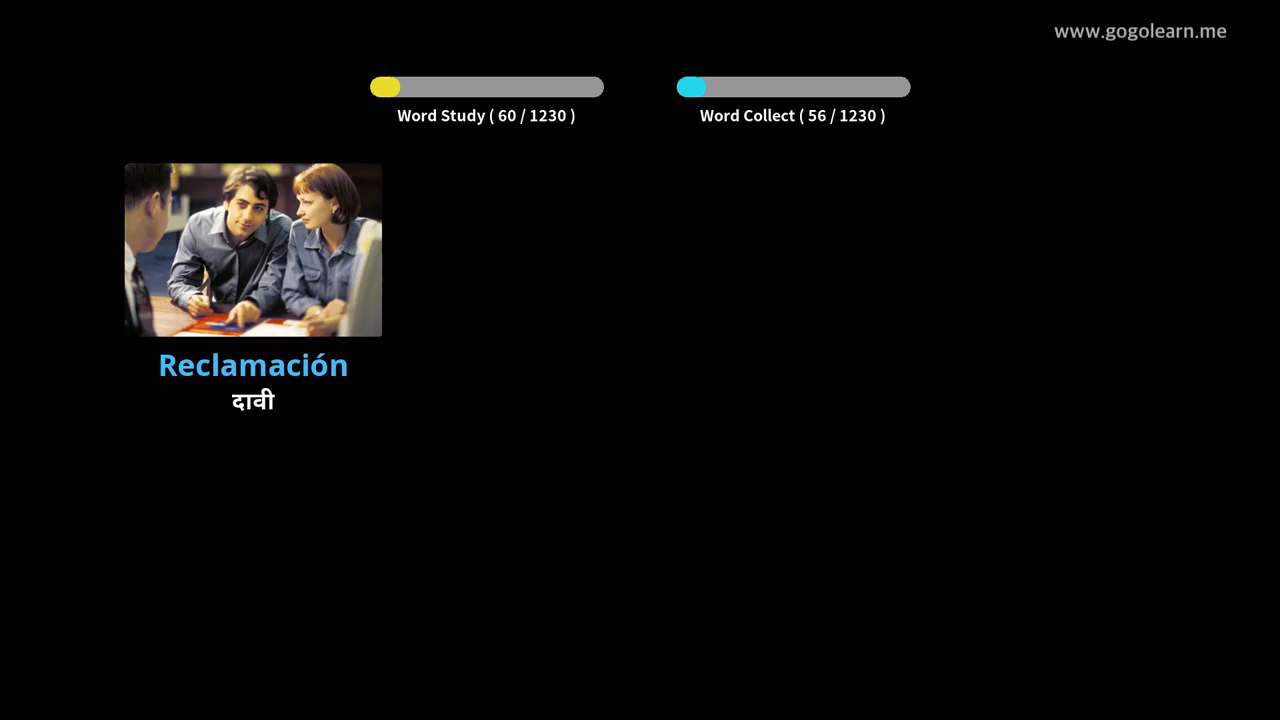 www.gogolearn.me
Word Study ( 60 / 1230 )
Word Collect ( 56 / 1230 )
Reclamación
दावी